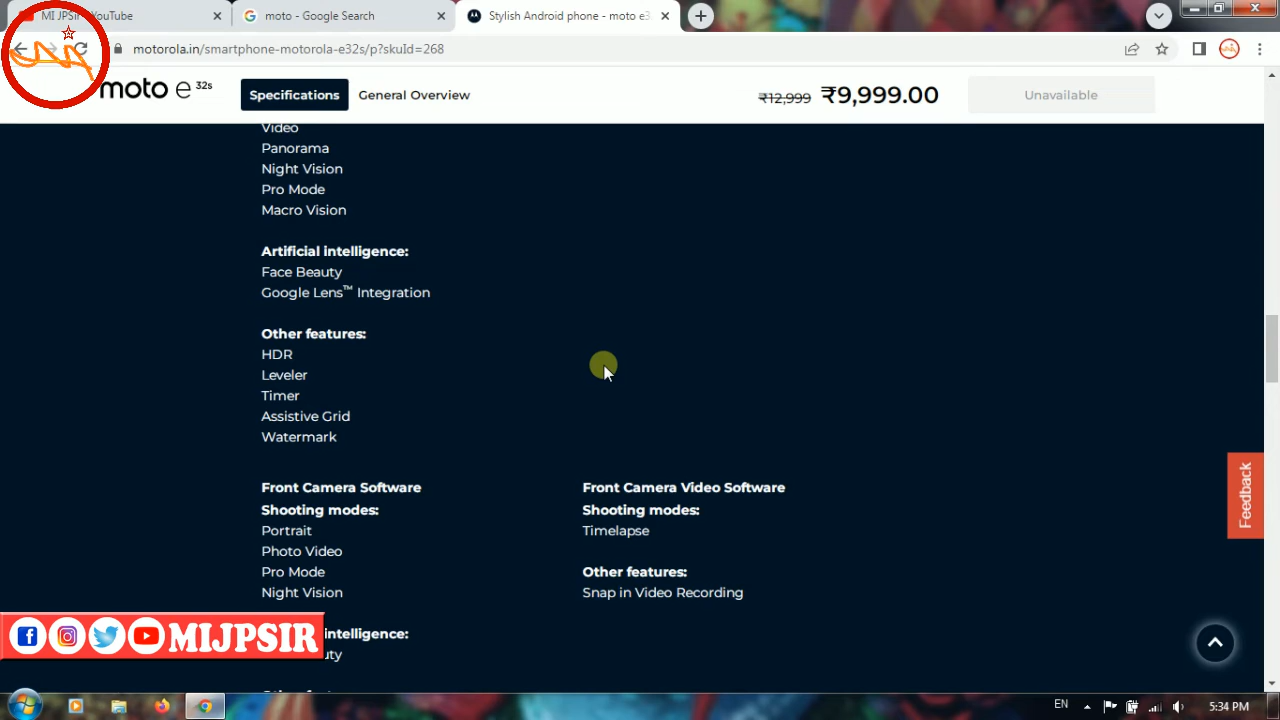 MI JPSir YouTube
moto - Google Search
Stylish Android phone - moto e3
motorola.in/smartphone-motorola-e32s/p?skuId=268
moto e 32s
Specifications
General Overview
₹12,999 ₹9,999.00
Unavailable
Video
Panorama
Night Vision
Pro Mode
Macro Vision
Artificial intelligence:
Face Beauty
Google Lens™ Integration
Other features:
HDR
Leveler
Timer
Assistive Grid
Watermark
Front Camera Software
Shooting modes:
Portrait
Photo Video
Pro Mode
Night Vision
Front Camera Video Software
Shooting modes:
Timelapse
Other features:
Snap in Video Recording
Feedback
MIJPSIR
intelligence:
EN
5:34 PM